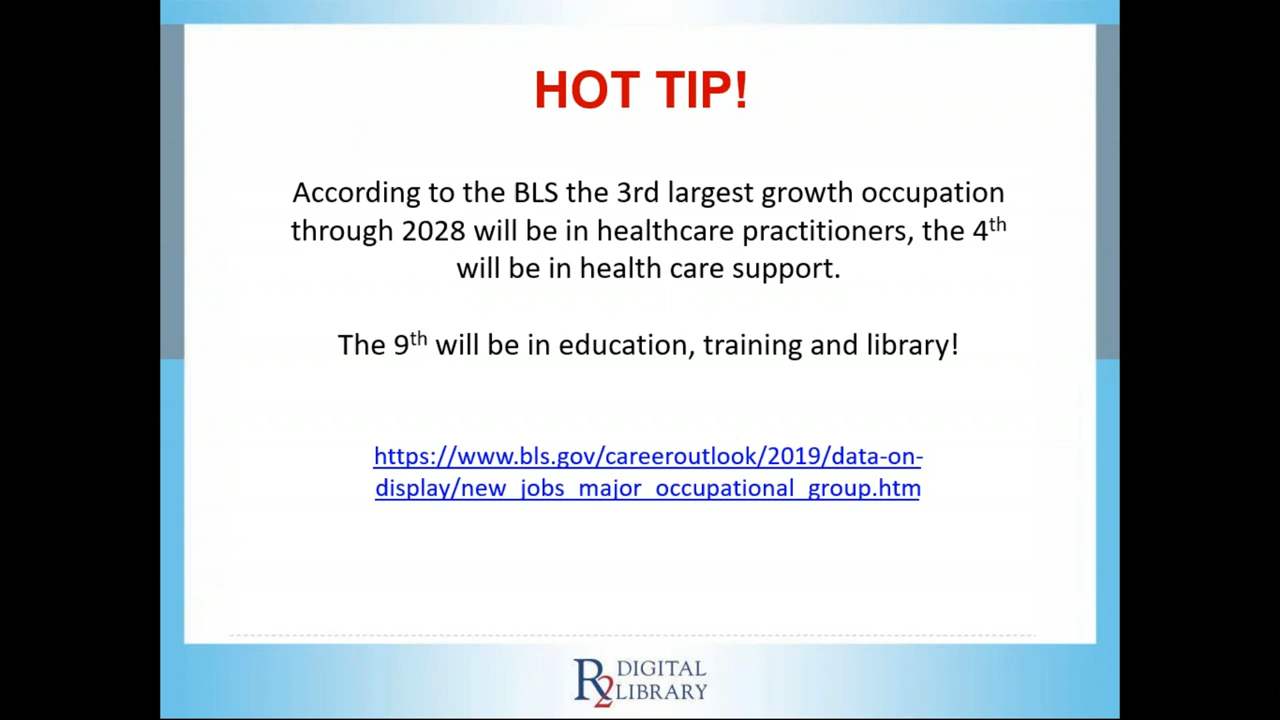 HOT TIP!
According to the BLS the 3rd largest growth occupation
through 2028 will be in healthcare practitioners, the 4th
will be in health care support.
The 9th will be in education, training and library!
https://www.bls.gov/careeroutlook/2019/data-on-
display/new_jobs_major_occupational_group.htm
R2 DIGITAL
LIBRARY